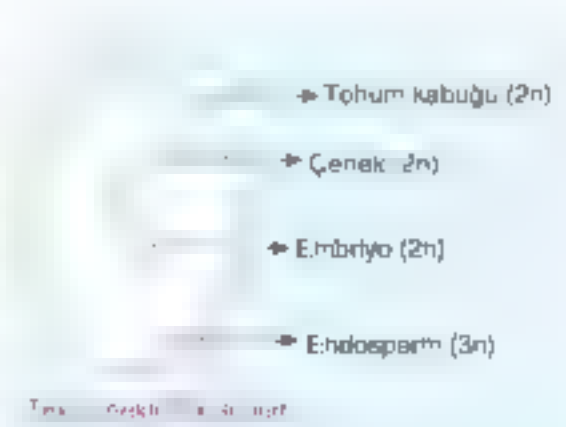 Tohum kabuğu (2n)
Çenek 2n)
Embriyo (2n)
Endosperm (3n)